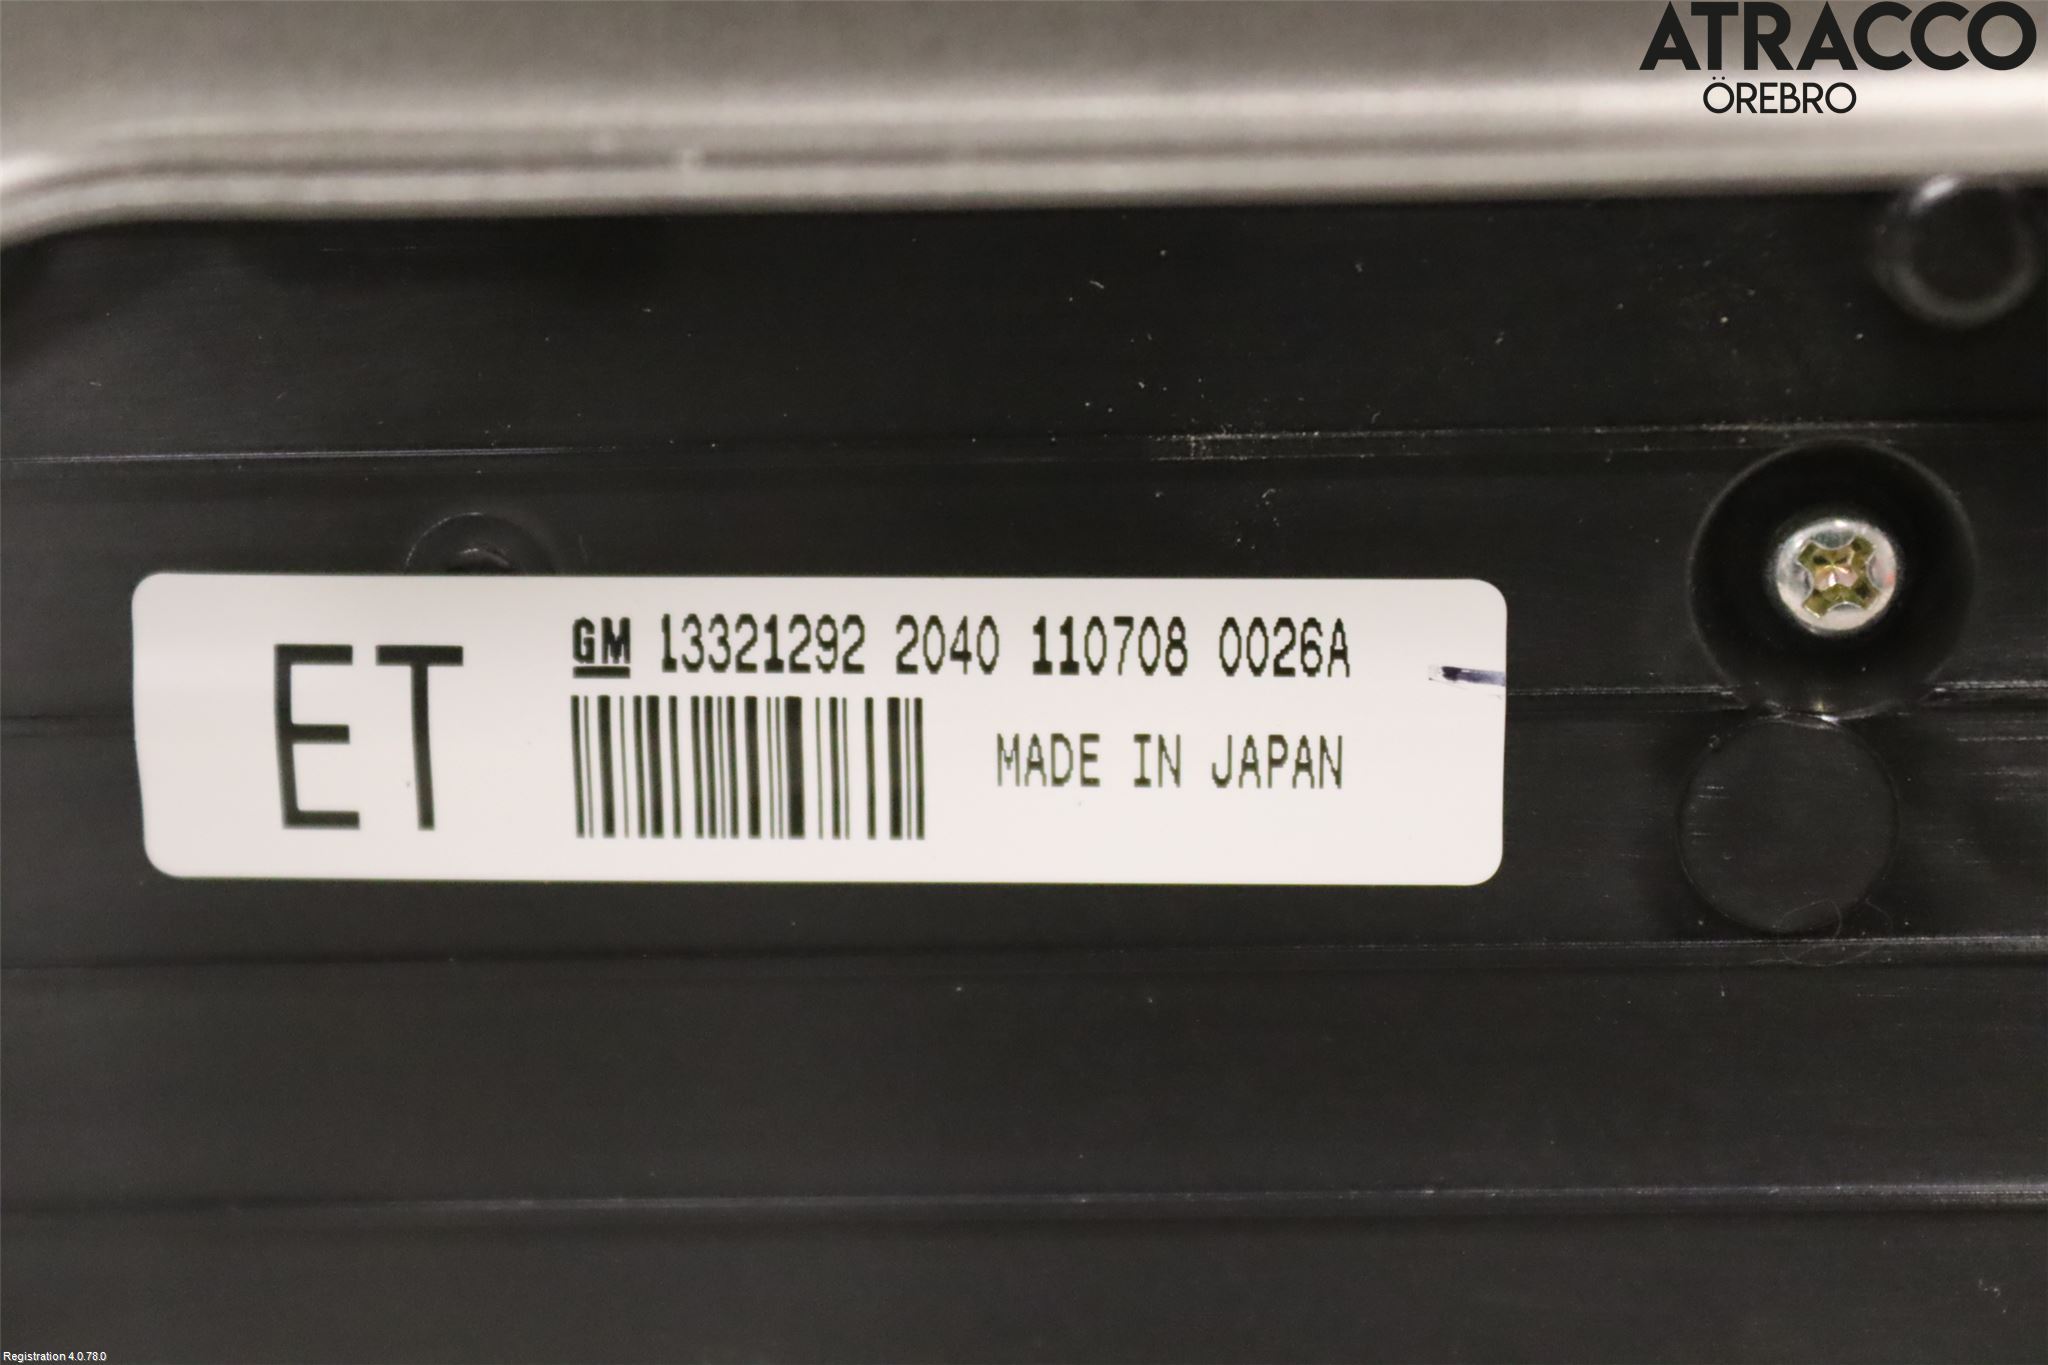 ATRACCO
ÖREBRO
ET
GM 13321292 2040 110708 0026A
MADE IN JAPAN
Registration 4.0.78.0